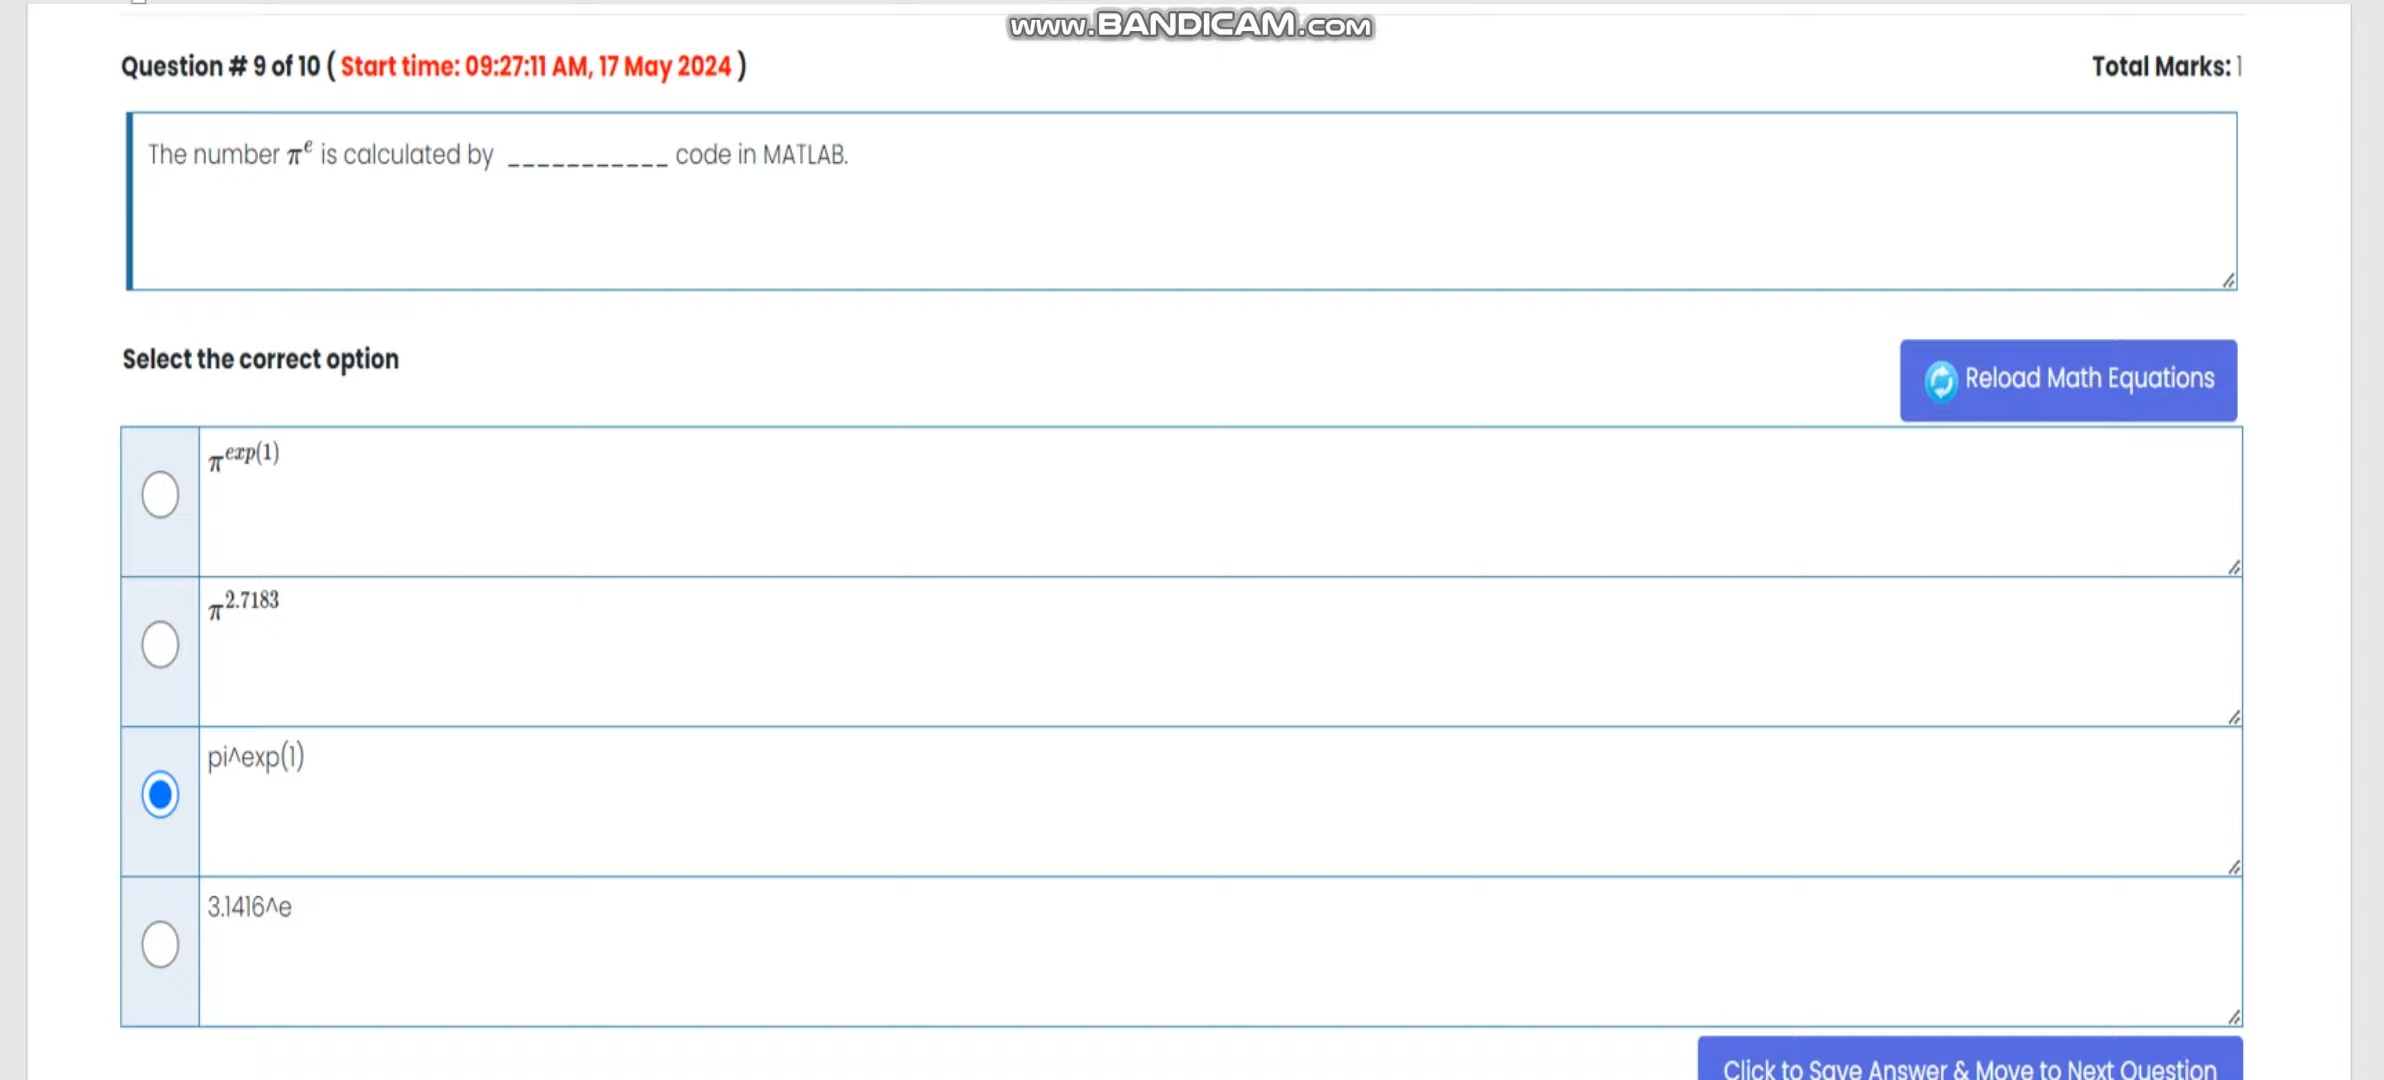 www.BANDICAM.com
Question # 9 of 10 ( Start time: 09:27:11 AM, 17 May 2024 )
Total Marks: 1
The number π^e is calculated by ___________ code in MATLAB.
Select the correct option
Reload Math Equations
π^exp(1)
π^2.7183
pi^exp(1)
3.1416^e
Click to Save Answer & Move to Next Question